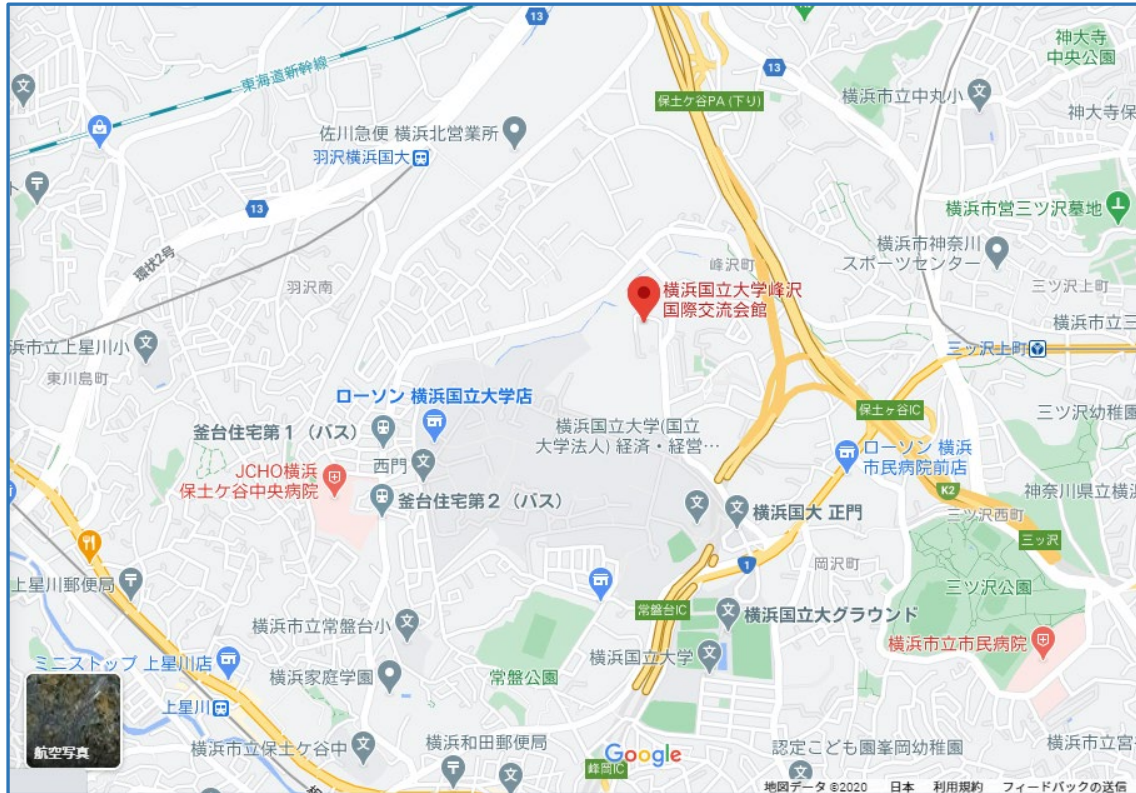 13
神大寺
中央公園
東海道新幹線
13
保土ケ谷PA (下り)
横浜市立中丸小
神大寺保
佐川急便 横浜北営業所
羽沢横浜国大
ト
13
横浜市営三ツ沢墓地
横浜市神奈川
スポーツセンター
環状2号
峰沢町
羽沢南
横浜国立大学峰沢
国際交流会館
三ツ沢上町
横浜市立三
浜市立上星川小
三ッ沢上町
東川島町
ローソン 横浜国立大学店
保土ヶ谷IC
三ツ沢幼稚園
横浜国立大学(国立
大学法人) 経済・経営…
釜台住宅第1 (バス)
ローソン 横浜
市民病院前店
西門
JCHO横浜
保土ケ谷中央病院
釜台住宅第2 (バス)
K2
神奈川県立横浜
横浜国大 正門
三ツ沢西町
三ッ沢
1
岡沢町
上星川郵便局
三ツ沢公園
常盤台IC
横浜国立大グラウンド
横浜市立常盤台小
横浜市立市民病院
横浜国立大学
ミニストップ 上星川店
横浜家庭学園
常盤公園
上星川
航空写真
横浜市立保土ケ谷中
横浜和田郵便局
Google
峰岡IC
認定こども園峯岡幼稚園
横浜市立宮
地図データ ©2020 日本 利用規約 フィードバックの送信